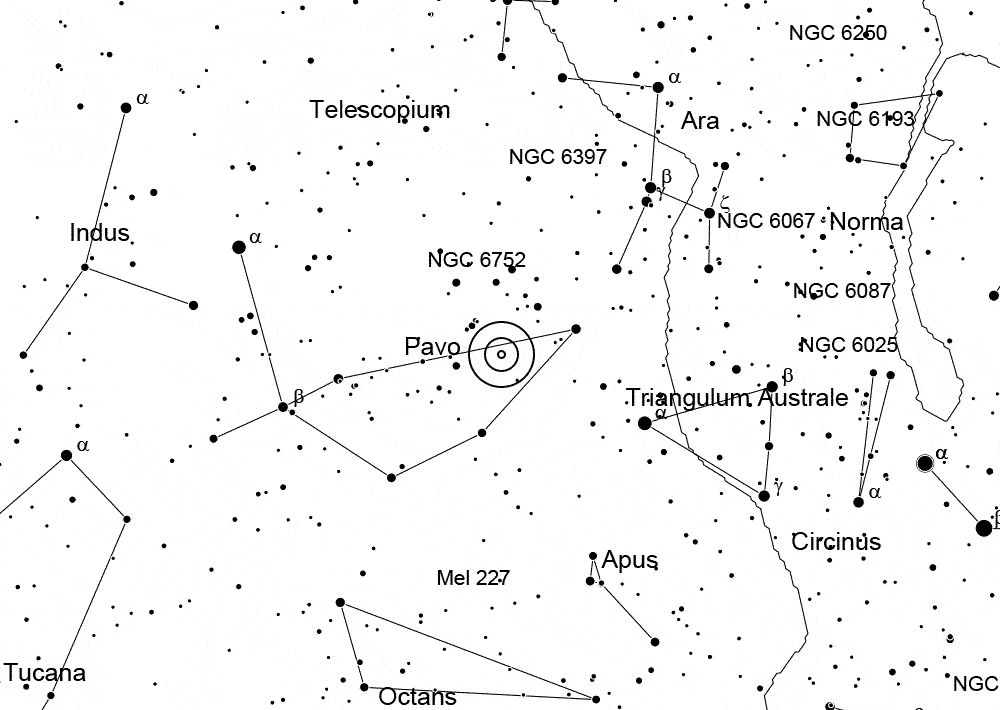 NGC 6250
α
α
Telescopium
Ara
NGC 6193
NGC 6397
β
γ
ζ
NGC 6067
Norma
Indus
α
NGC 6752
NGC 6087
Pavo
NGC 6025
β
β
Triangulum Australe
α
α
α
γ
α
β
Circinus
Apus
Mel 227
Tucana
Octans
NGC